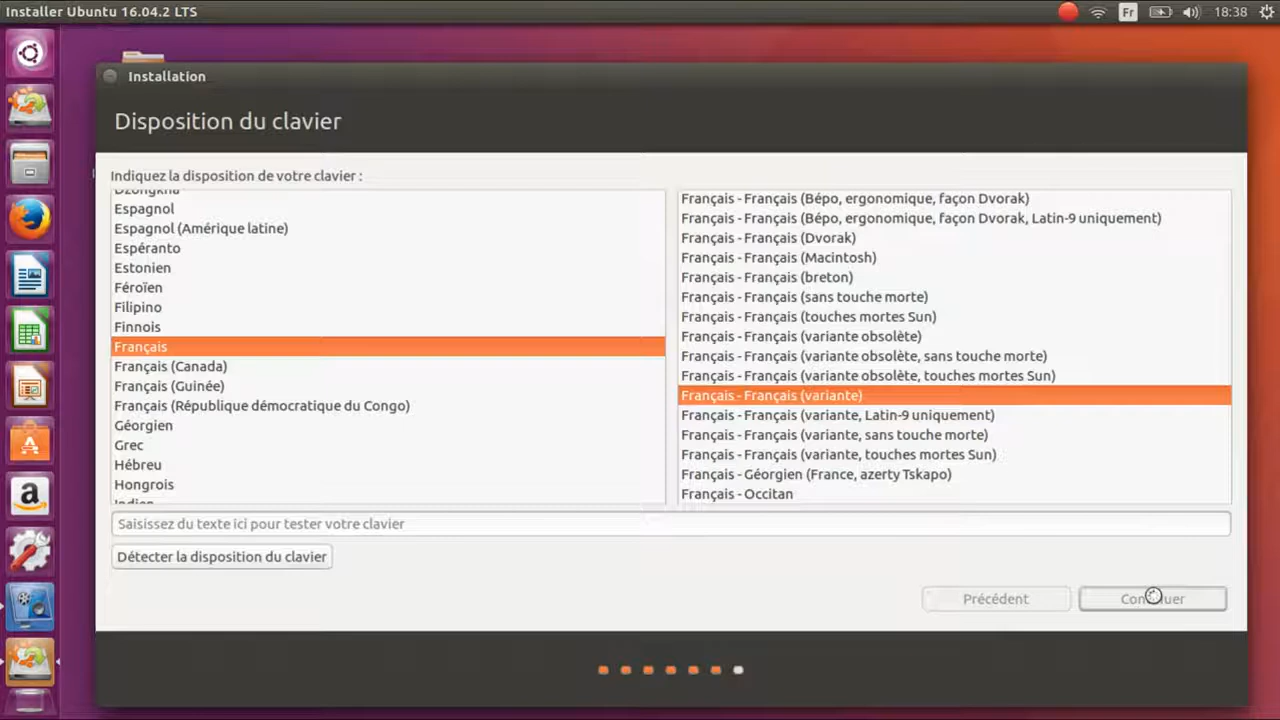 Installer Ubuntu 16.04.2 LTS
Fr
18:38
Installation
Disposition du clavier
Indiquez la disposition de votre clavier :
Dzongkha
Espagnol
Espagnol (Amérique latine)
Espéranto
Estonien
Féroïen
Filipino
Finnois
Français
Français (Canada)
Français (Guinée)
Français (République démocratique du Congo)
Géorgien
Grec
Hébreu
Hongrois
Français - Français (Bépo, ergonomique, façon Dvorak)
Français - Français (Bépo, ergonomique, façon Dvorak, Latin-9 uniquement)
Français - Français (Dvorak)
Français - Français (Macintosh)
Français - Français (breton)
Français - Français (sans touche morte)
Français - Français (touches mortes Sun)
Français - Français (variante obsolète)
Français - Français (variante obsolète, sans touche morte)
Français - Français (variante obsolète, touches mortes Sun)
Français - Français (variante)
Français - Français (variante, Latin-9 uniquement)
Français - Français (variante, sans touche morte)
Français - Français (variante, touches mortes Sun)
Français - Géorgien (France, azerty Tskapo)
Français - Occitan
Saisissez du texte ici pour tester votre clavier
Détecter la disposition du clavier
Précédent
Continuer